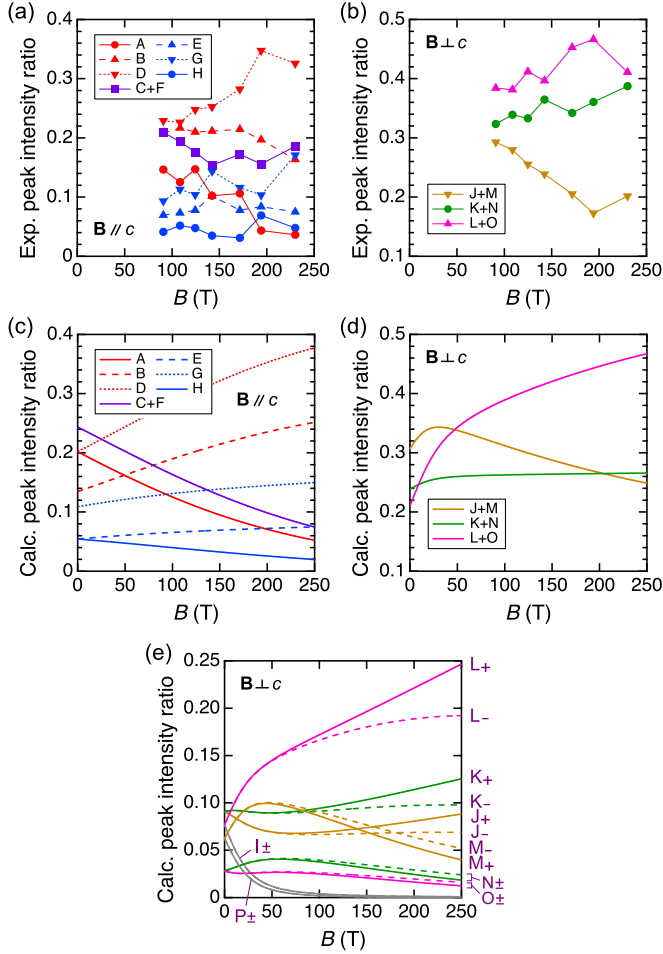 (a)
0.4
0.3
0.2
0.1
0
Exp. peak intensity ratio
A
B
D
C+F
E
G
H
B // c
0 50 100 150 200 250
B (T)
(b)
B⊥c
0.5
0.4
0.3
0.2
0.1
Exp. peak intensity ratio
J+M
K+N
L+O
0 50 100 150 200 250
B (T)
(c)
0.4
0.3
0.2
0.1
0
Calc. peak intensity ratio
A
B
D
C+F
E
G
H
B // c
0 50 100 150 200 250
B (T)
(d)
B⊥c
0.5
0.4
0.3
0.2
0.1
Calc. peak intensity ratio
J+M
K+N
L+O
0 50 100 150 200 250
B (T)
(e)
B⊥c
0.25
0.20
0.15
0.10
0.05
0
Calc. peak intensity ratio
L+
L−
K+
K−
J+
J−
M−
M+
N±
O±
I±
P±
0 50 100 150 200 250
B (T)